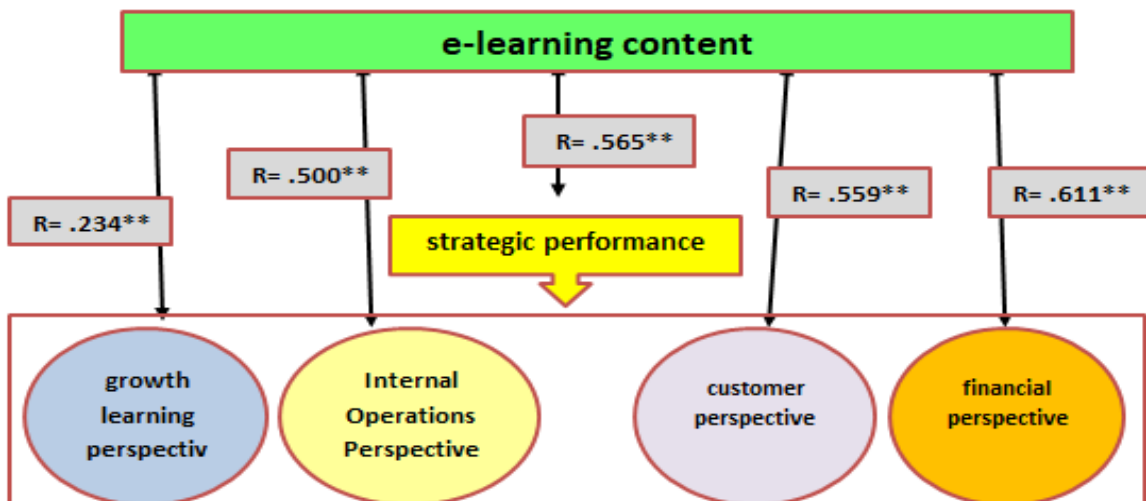 e-learning content
R= .565**
R= .500**
R= .559**
R= .611**
R= .234**
strategic performance
growth
learning
perspectiv
Internal
Operations
Perspective
customer
perspective
financial
perspective